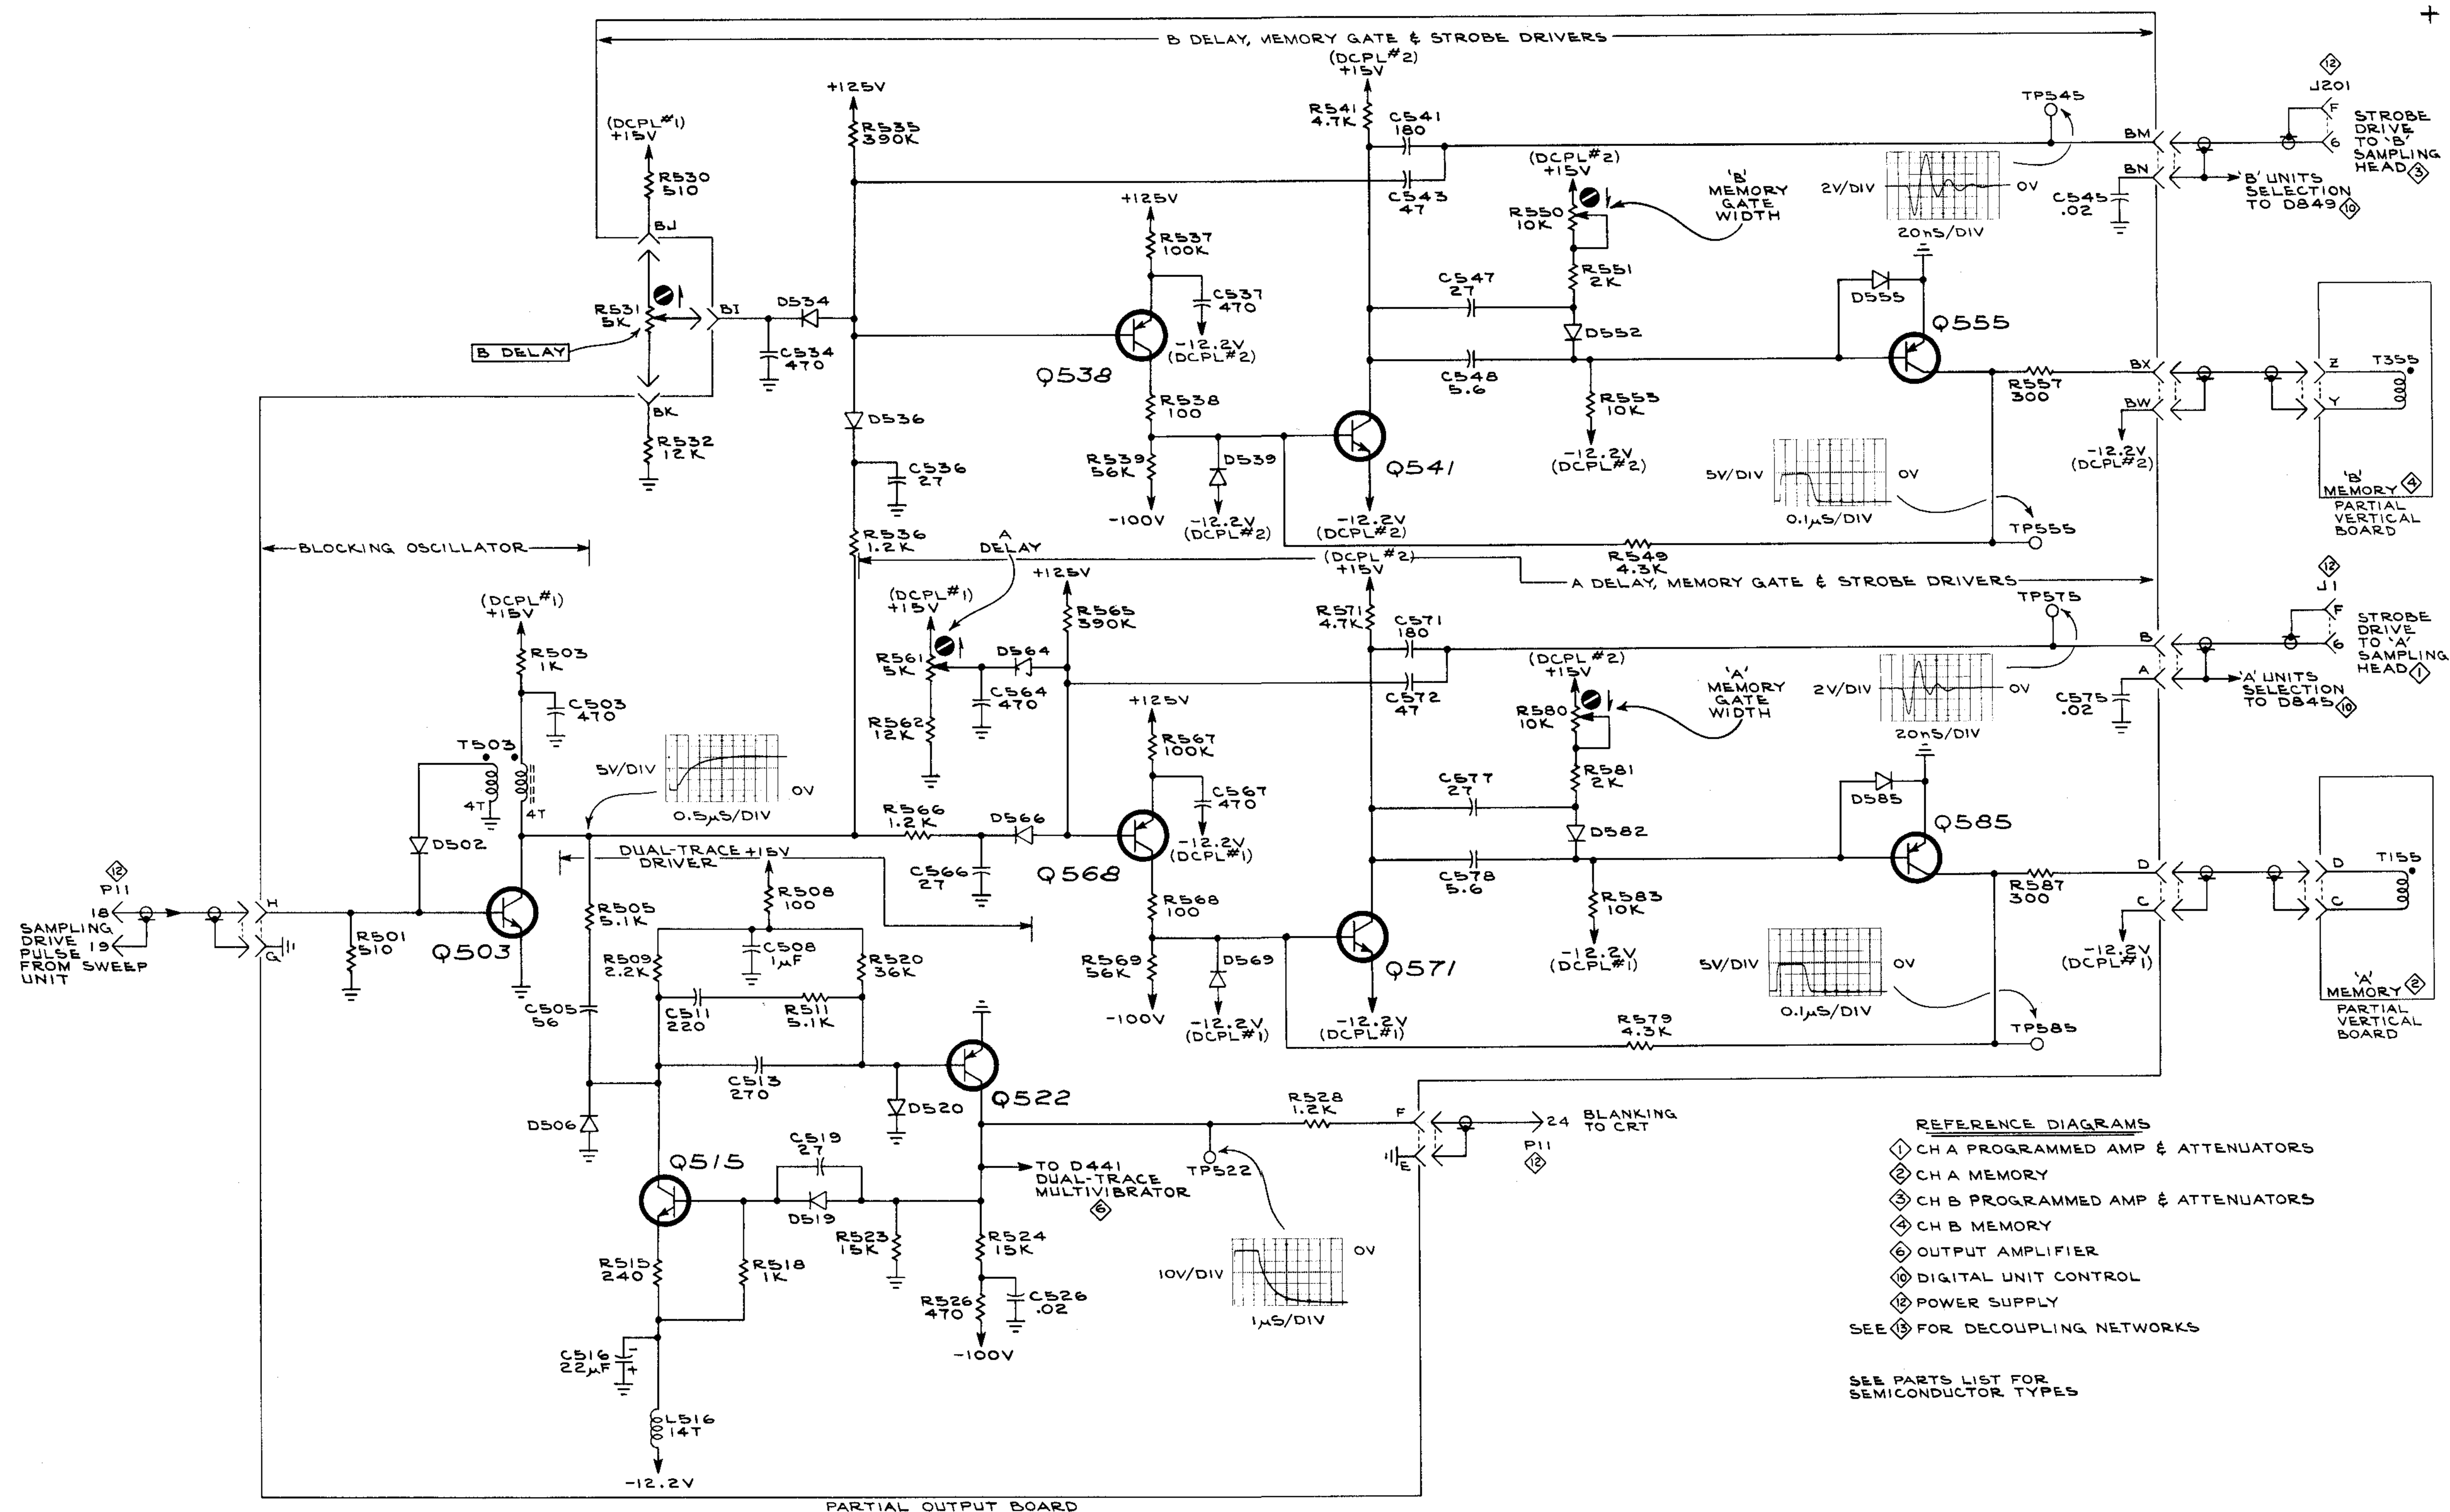 B DELAY, MEMORY GATE & STROBE DRIVERS
(DCPL#2)
+15V
R541
4.7K
C541
180
C543
47
+125V
R535
390K
(DCPL#1)
+15V
R530
510
BJ
R531
5K
BI
B DELAY
BK
R532
12K
D534
C534
470
D536
C536
27
R536
1.2K
+125V
R537
100K
C537
470
-12.2V
(DCPL#2)
Q538
R538
100
R539
56K
-100V
D539
-12.2V
(DCPL#2)
Q541
-12.2V
(DCPL#2)
C547
27
C548
5.6
(DCPL#2)
+15V
R550
10K
'B'
MEMORY
GATE
WIDTH
R551
2K
D552
R553
10K
-12.2V
(DCPL#2)
D555
Q555
R557
300
R549
4.3K
TP545
2V/DIV
0V
20nS/DIV
5V/DIV
0V
0.1µS/DIV
TP555
BM
BN
C545
.02
12
J201
F
6
STROBE
DRIVE
TO 'B'
SAMPLING
HEAD 3
'B' UNITS
SELECTION
TO D849 10
BX
BW
-12.2V
(DCPL#2)
Z
Y
T355
'B'
MEMORY 4
PARTIAL
VERTICAL
BOARD
BLOCKING OSCILLATOR
(DCPL#1)
+15V
R503
1K
C503
470
T503
4T
4T
D502
12
P11
18
19
SAMPLING
DRIVE
PULSE
FROM SWEEP
UNIT
H
G
R501
510
Q503
5V/DIV
0V
0.5µS/DIV
A
DELAY
(DCPL#1)
+15V
R561
5K
R562
12K
D564
C564
470
+125V
R565
390K
R566
1.2K
D566
C566
27
+125V
R567
100K
C567
470
-12.2V
(DCPL#1)
Q568
R568
100
R569
56K
-100V
D569
-12.2V
(DCPL#1)
(DCPL#2)
+15V
A DELAY, MEMORY GATE & STROBE DRIVERS
R571
4.7K
C571
180
C572
47
Q571
-12.2V
(DCPL#1)
C577
27
C578
5.6
(DCPL#2)
+15V
R580
10K
'A'
MEMORY
GATE
WIDTH
R581
2K
D582
R583
10K
-12.2V
(DCPL#1)
D585
Q585
R587
300
R579
4.3K
TP575
2V/DIV
0V
20nS/DIV
5V/DIV
0V
0.1µS/DIV
TP585
B
A
C575
.02
12
J1
F
6
STROBE
DRIVE
TO 'A'
SAMPLING
HEAD 1
'A' UNITS
SELECTION
TO D845 10
D
C
-12.2V
(DCPL#1)
D
C
T155
'A'
MEMORY 2
PARTIAL
VERTICAL
BOARD
DUAL-TRACE
DRIVER
+15V
R508
100
C508
1µF
R505
5.1K
C505
56
D506
R509
2.2K
R520
36K
C511
220
R511
5.1K
C513
270
D520
Q522
Q515
C519
27
D519
R515
240
R518
1K
R523
15K
R524
15K
R526
470
C526
.02
-100V
C516
22µF
L516
14T
-12.2V
TO D441
DUAL-TRACE
MULTIVIBRATOR
6
TP522
10V/DIV
0V
1µS/DIV
R528
1.2K
F
E
24
P11
12
BLANKING
TO CRT
PARTIAL OUTPUT BOARD
REFERENCE DIAGRAMS
1 CH A PROGRAMMED AMP & ATTENUATORS
2 CH A MEMORY
3 CH B PROGRAMMED AMP & ATTENUATORS
4 CH B MEMORY
6 OUTPUT AMPLIFIER
10 DIGITAL UNIT CONTROL
12 POWER SUPPLY
SEE 13 FOR DECOUPLING NETWORKS
SEE PARTS LIST FOR
SEMICONDUCTOR TYPES